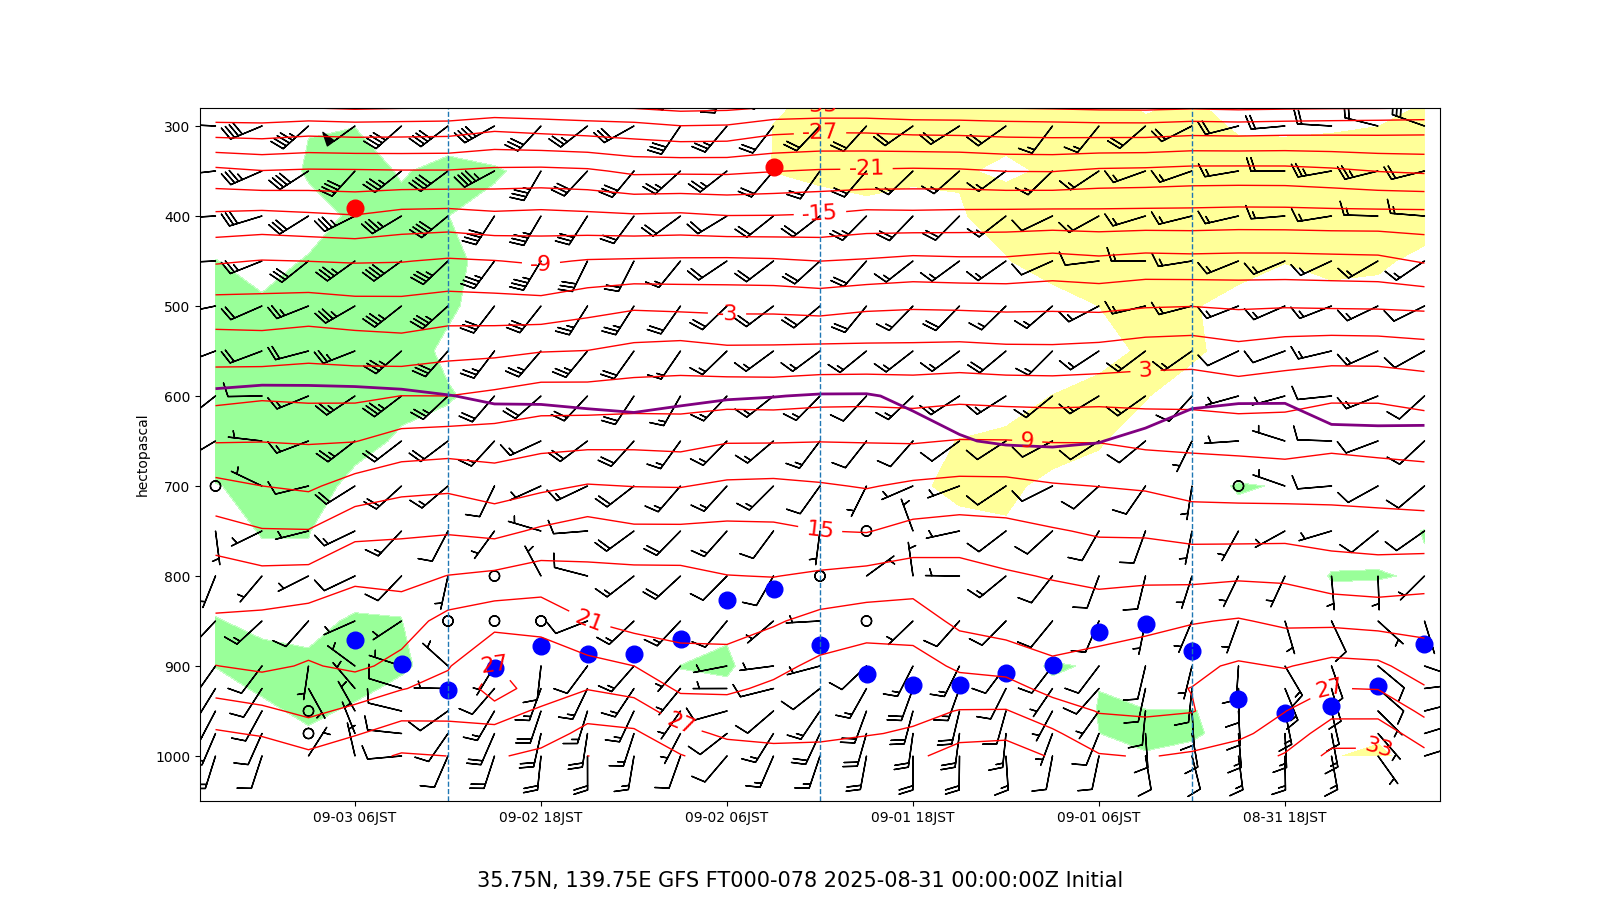 300
400
500
600
700
800
900
1000
hectopascal
-27
-21
-15
-9
-3
3
9
15
21
27
27
27
33
09-03 06JST
09-02 18JST
09-02 06JST
09-01 18JST
09-01 06JST
08-31 18JST
35.75N, 139.75E GFS FT000-078 2025-08-31 00:00:00Z Initial